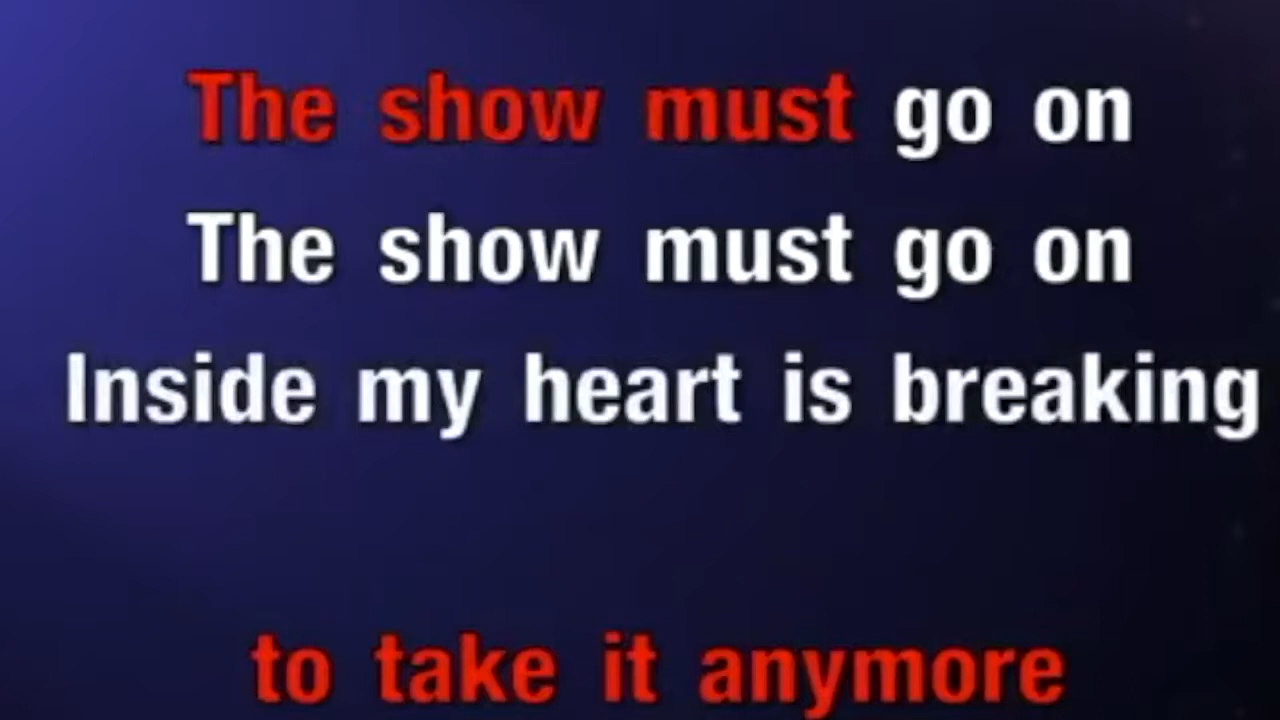 The show must go on
The show must go on
Inside my heart is breaking
to take it anymore